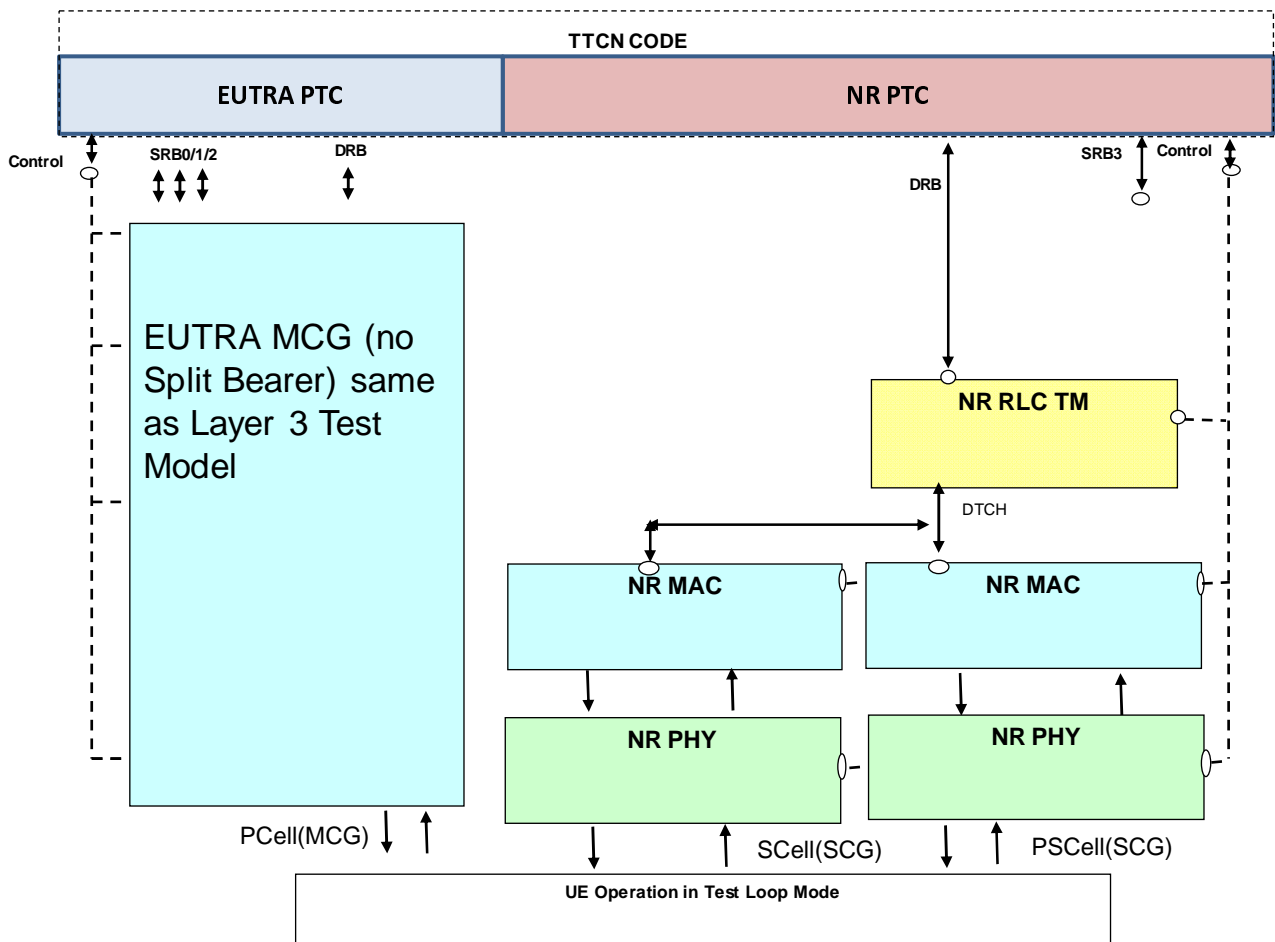 TTCN CODE
EUTRA PTC
NR PTC
Control
SRB0/1/2
DRB
DRB
SRB3
Control
EUTRA MCG (no
Split Bearer) same
as Layer 3 Test
Model
NR RLC TM
DTCH
NR MAC
NR MAC
NR PHY
NR PHY
PCell(MCG)
SCell(SCG)
PSCell(SCG)
UE Operation in Test Loop Mode